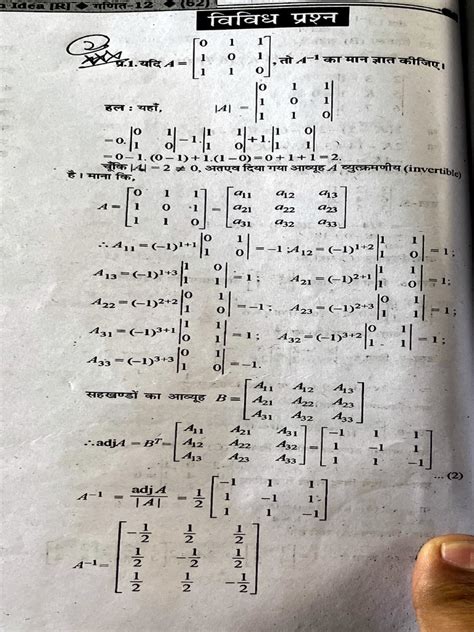 Idea [R] ◆ गणित-12 ◆ (62)
विविध प्रश्न
2
प्र.1. यदि A = [0 1 1; 1 0 1; 1 1 0], तो A⁻¹ का मान ज्ञात कीजिए।
हल : यहाँ, |A| = |0 1 1; 1 0 1; 1 1 0|
= 0.|0 1; 1 0| − 1.|1 1; 1 0| + 1.|1 0; 1 1|
= 0 − 1. (0 − 1) + 1. (1 − 0) = 0 + 1 + 1 = 2.
चूँकि |A| = 2 ≠ 0, अतएव दिया गया आव्यूह A व्युत्क्रमणीय (invertible)
है। माना कि,
A = [0 1 1; 1 0 1; 1 1 0] = [a₁₁ a₁₂ a₁₃; a₂₁ a₂₂ a₂₃; a₃₁ a₃₂ a₃₃]
∴ A₁₁ = (−1)¹⁺¹ |0 1; 1 0| = −1 ; A₁₂ = (−1)¹⁺² |1 1; 1 0| = 1 ;
A₁₃ = (−1)¹⁺³ |1 0; 1 1| = 1 ; A₂₁ = (−1)²⁺¹ |1 1; 1 0| = 1 ;
A₂₂ = (−1)²⁺² |0 1; 1 0| = −1 ; A₂₃ = (−1)²⁺³ |0 1; 1 1| = 1 ;
A₃₁ = (−1)³⁺¹ |1 1; 0 1| = 1 ; A₃₂ = (−1)³⁺² |0 1; 1 1| = 1 ;
A₃₃ = (−1)³⁺³ |0 1; 1 0| = −1.
सहखण्डों का आव्यूह B = [A₁₁ A₁₂ A₁₃; A₂₁ A₂₂ A₂₃; A₃₁ A₃₂ A₃₃]
∴ adjA = Bᵀ = [A₁₁ A₂₁ A₃₁; A₁₂ A₂₂ A₃₂; A₁₃ A₂₃ A₃₃] = [−1 1 1; 1 −1 1; 1 1 −1]
... (2)
A⁻¹ = adj A / |A| = 1/2 [−1 1 1; 1 −1 1; 1 1 −1]
A⁻¹ = [−1/2 1/2 1/2; 1/2 −1/2 1/2; 1/2 1/2 −1/2]